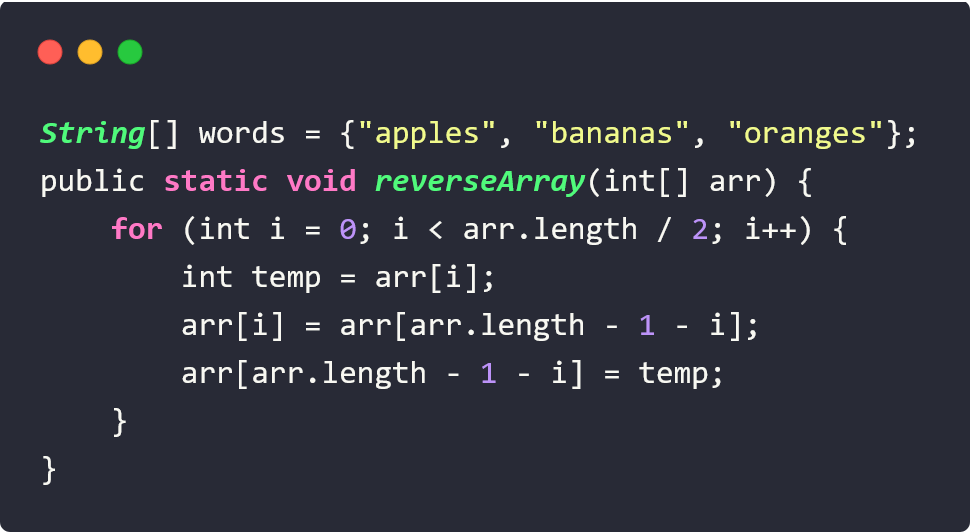 String[] words = {"apples", "bananas", "oranges"};
public static void reverseArray(int[] arr) {
    for (int i = 0; i < arr.length / 2; i++) {
        int temp = arr[i];
        arr[i] = arr[arr.length - 1 - i];
        arr[arr.length - 1 - i] = temp;
    }
}